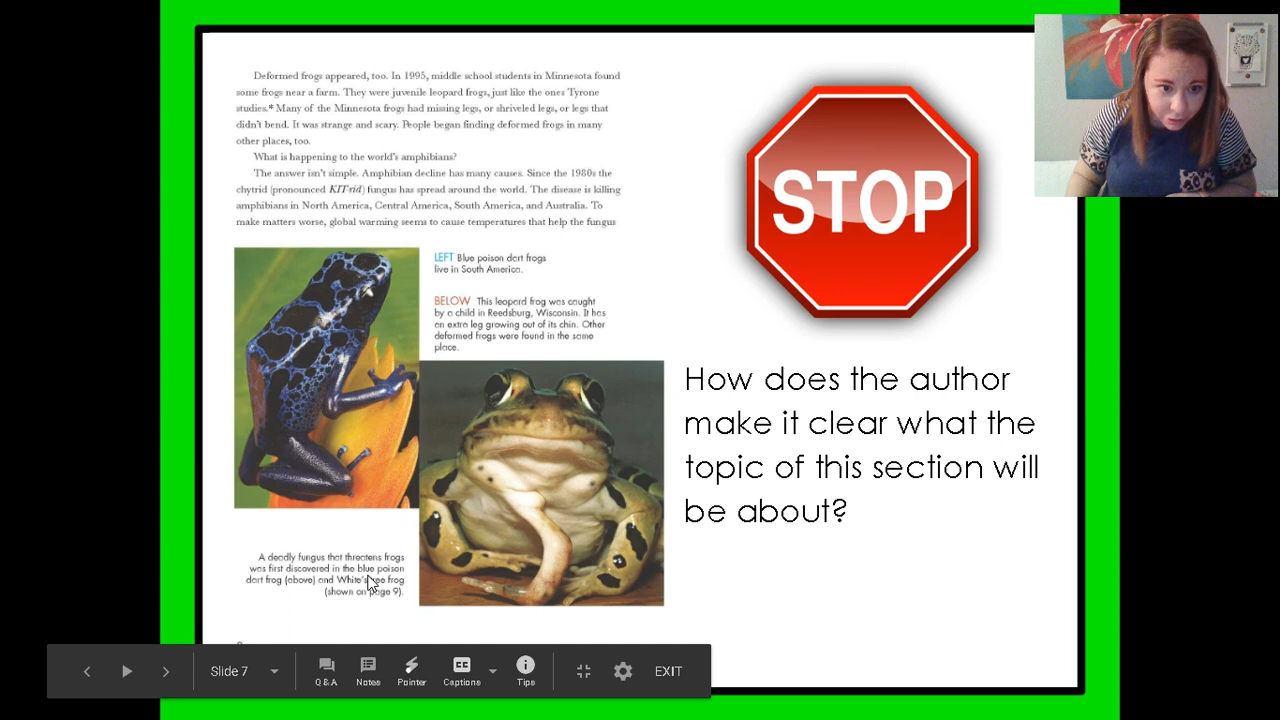 Deformed frogs appeared, too. In 1995, middle school students in Minnesota found
some frogs near a farm. They were juvenile leopard frogs, just like the ones Tyrone
studies.* Many of the Minnesota frogs had missing legs, or shriveled legs, or legs that
didn't bend. It was strange and scary. People began finding deformed frogs in many
other places, too.
What is happening to the world's amphibians?
The answer isn't simple. Amphibian decline has many causes. Since the 1980s the
chytrid (pronounced KIT-rid) fungus has spread around the world. The disease is killing
amphibians in North America, Central America, South America, and Australia. To
make matters worse, global warming seems to cause temperatures that help the fungus
LEFT Blue poison dart frogs
live in South America.
BELOW This leopard frog was caught
by a child in Reedsburg, Wisconsin. It has
an extra leg growing out of its chin. Other
deformed frogs were found in the same
place.
A deadly fungus that threatens frogs
was first discovered in the blue poison
dart frog (above) and White's frog
(shown on page 9).
STOP
How does the author
make it clear what the
topic of this section will
be about?
Slide 7
Q & A
Notes
Pointer
CC
Captions
Tips
EXIT